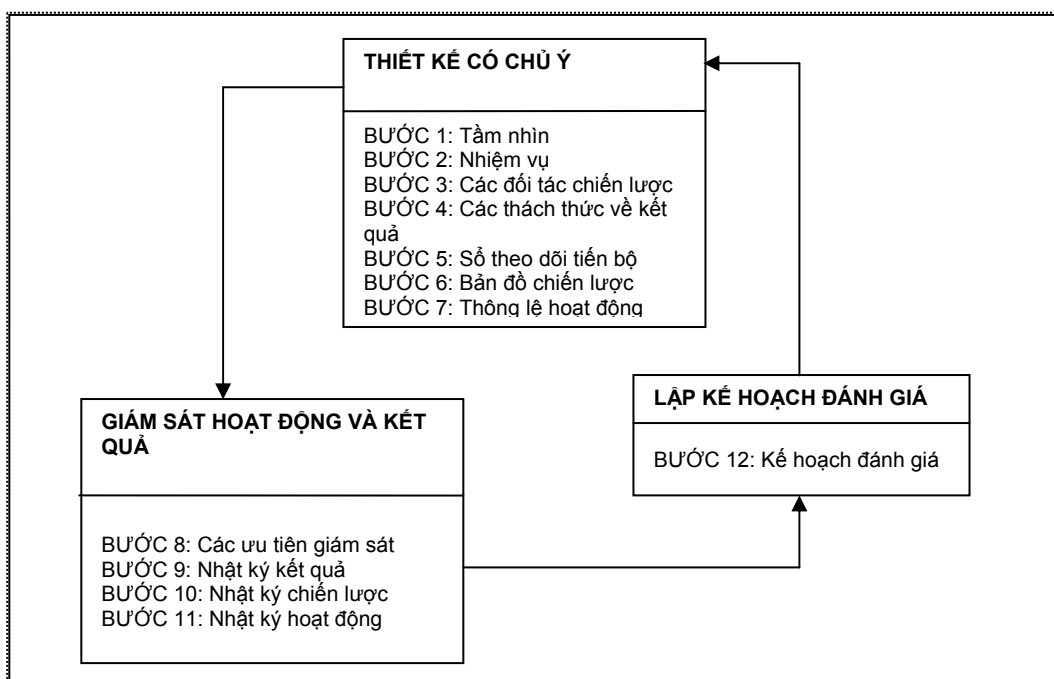 THIẾT KẾ CÓ CHỦ Ý
BƯỚC 1: Tầm nhìn
BƯỚC 2: Nhiệm vụ
BƯỚC 3: Các đối tác chiến lược
BƯỚC 4: Các thách thức về kết
quả
BƯỚC 5: Sổ theo dõi tiến bộ
BƯỚC 6: Bản đồ chiến lược
BƯỚC 7: Thông lệ hoạt động
GIÁM SÁT HOẠT ĐỘNG VÀ KẾT
QUẢ
BƯỚC 8: Các ưu tiên giám sát
BƯỚC 9: Nhật ký kết quả
BƯỚC 10: Nhật ký chiến lược
BƯỚC 11: Nhật ký hoạt động
LẬP KẾ HOẠCH ĐÁNH GIÁ
BƯỚC 12: Kế hoạch đánh giá